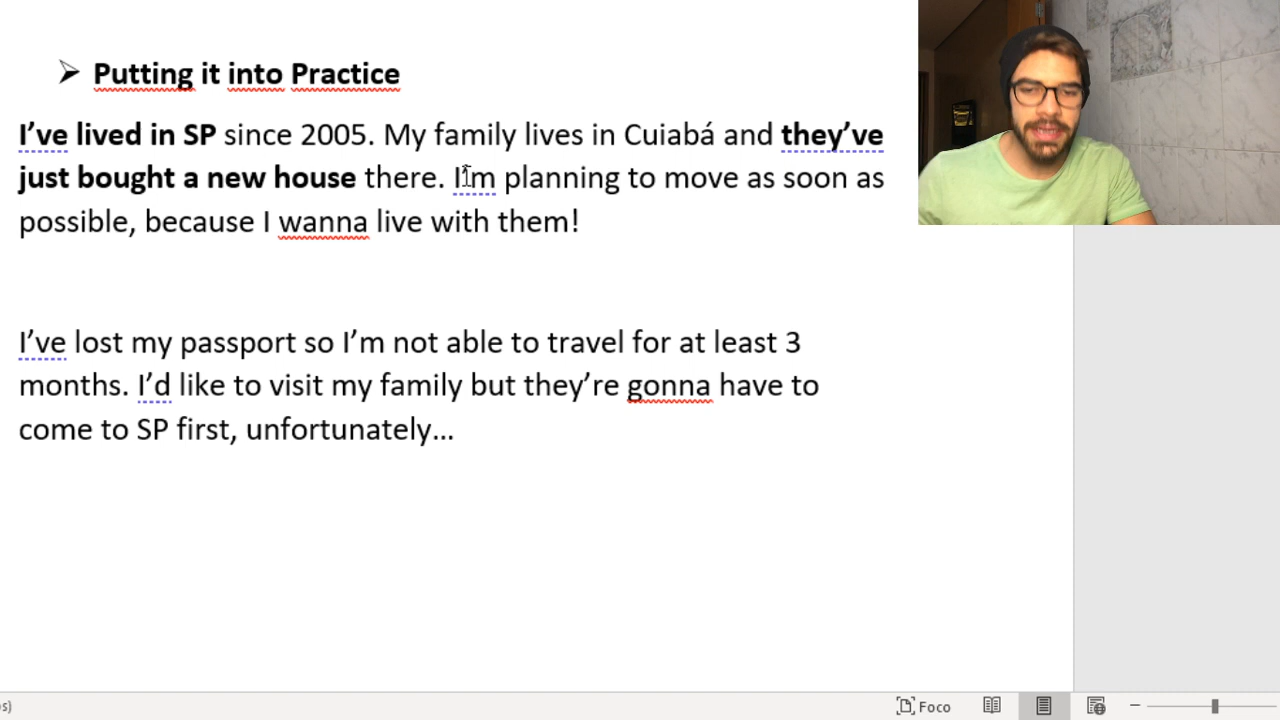 Putting it into Practice
I’ve lived in SP since 2005. My family lives in Cuiabá and they’ve
just bought a new house there. I’m planning to move as soon as
possible, because I wanna live with them!
I’ve lost my passport so I’m not able to travel for at least 3
months. I’d like to visit my family but they’re gonna have to
come to SP first, unfortunately...
Foco